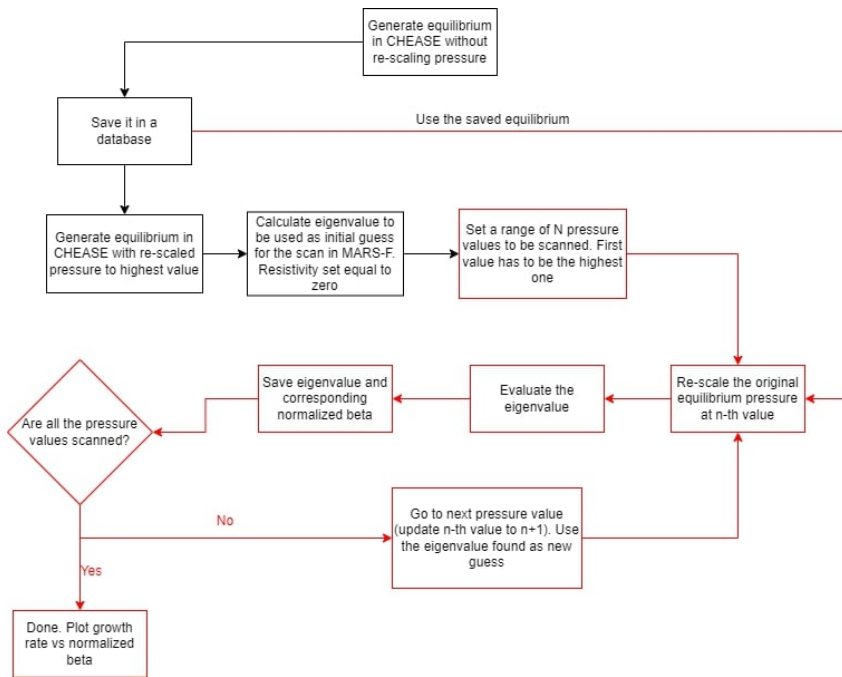 Generate equilibrium
in CHEASE without
re-scaling pressure
Save it in a
database
Use the saved equilibrium
Generate equilibrium in
CHEASE with re-scaled
pressure to highest value
Calculate eigenvalue to
be used as initial guess
for the scan in MARS-F.
Resistivity set equal to
zero
Set a range of N pressure
values to be scanned. First
value has to be the highest
one
Re-scale the original
equilibrium pressure
at n-th value
Evaluate the
eigenvalue
Save eigenvalue and
corresponding
normalized beta
Are all the pressure
values scanned?
No
Go to next pressure value
(update n-th value to n+1). Use
the eigenvalue found as new
guess
Yes
Done. Plot growth
rate vs normalized
beta